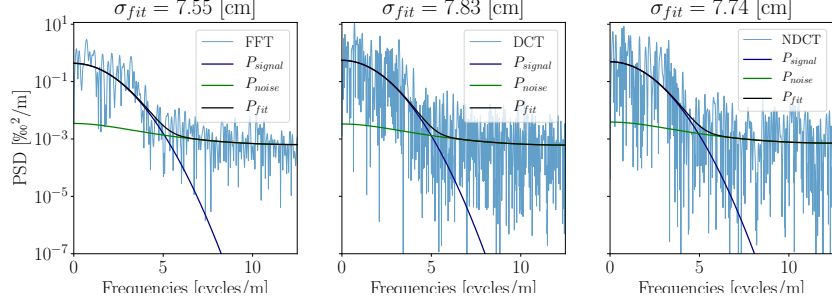 σ_fit = 7.55 [cm]
σ_fit = 7.83 [cm]
σ_fit = 7.74 [cm]
PSD [‰²/m]
10¹
10⁻¹
10⁻³
10⁻⁵
10⁻⁷
FFT
P_signal
P_noise
P_fit
DCT
P_signal
P_noise
P_fit
NDCT
P_signal
P_noise
P_fit
0 5 10
0 5 10
0 5 10
Frequencies [cycles/m]
Frequencies [cycles/m]
Frequencies [cycles/m]